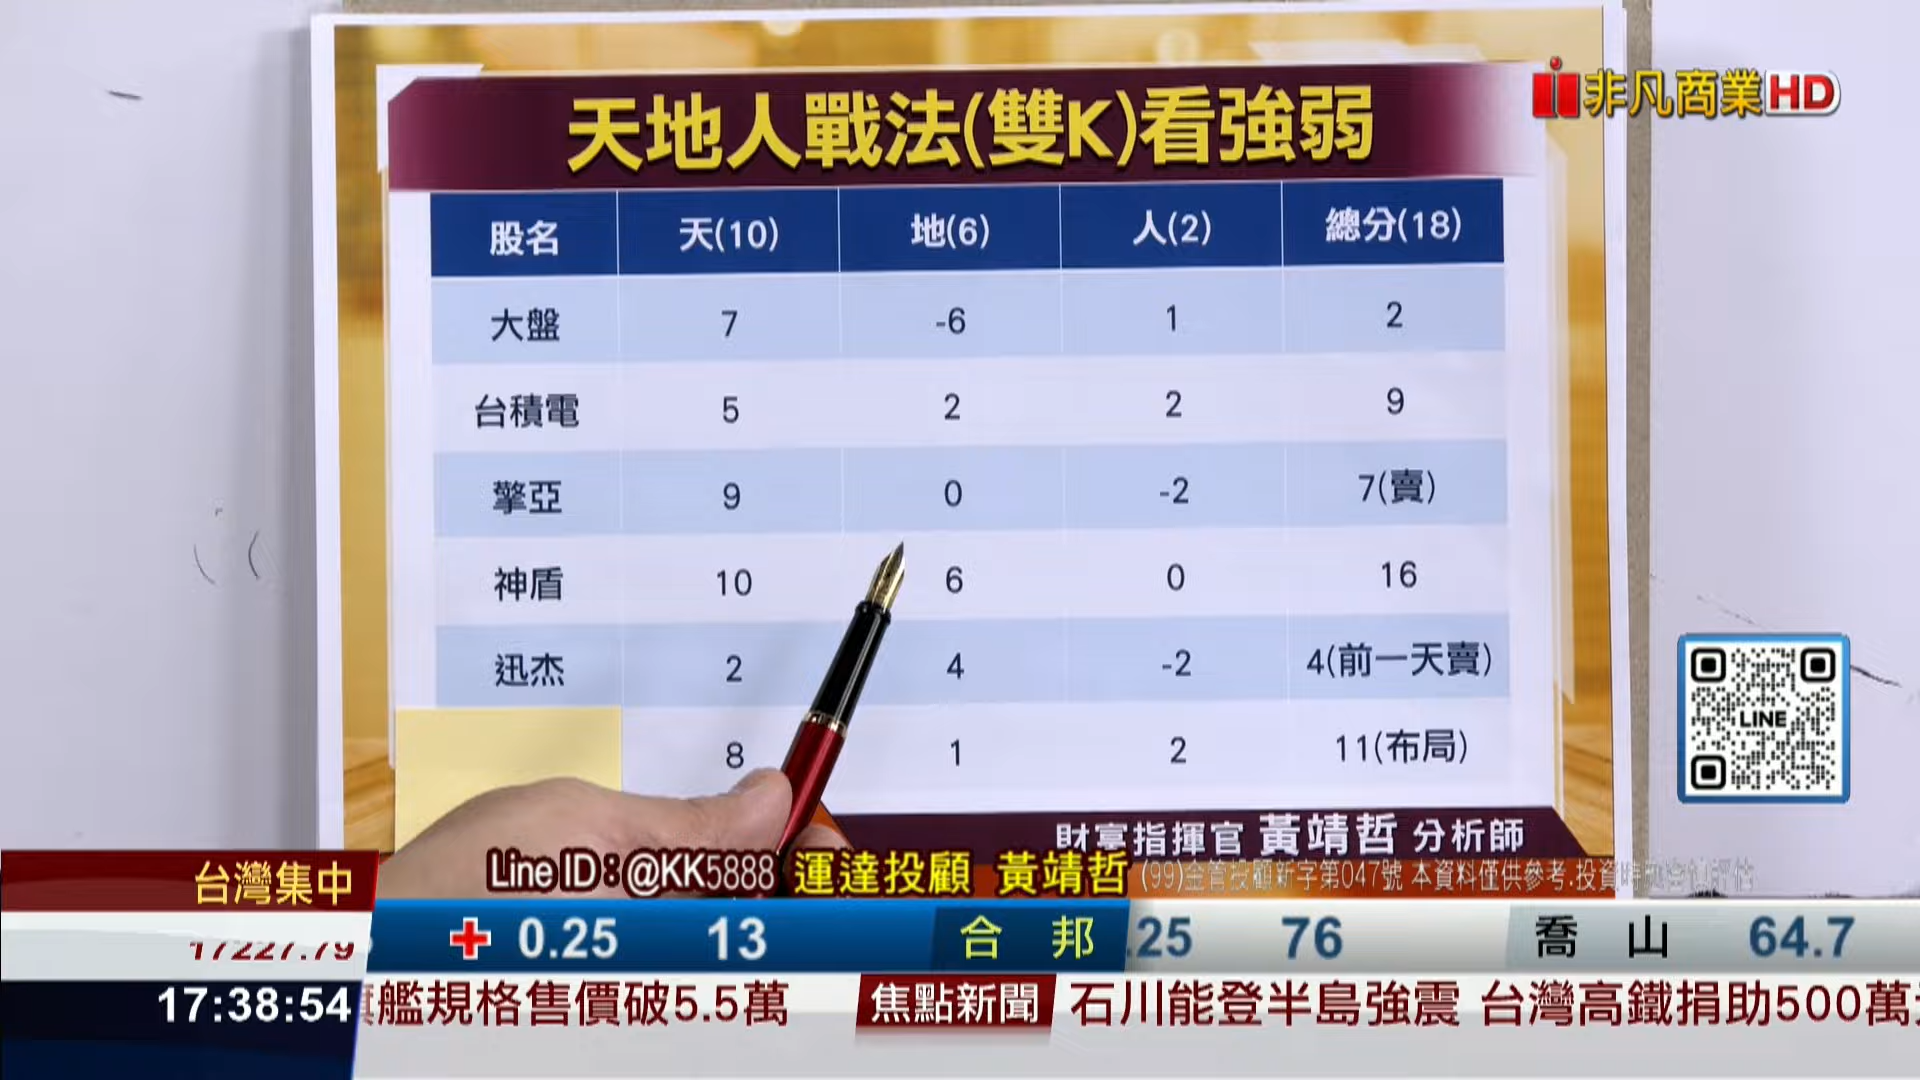 非凡商業HD
天地人戰法(雙K)看強弱
股名 天(10) 地(6) 人(2) 總分(18)
大盤 7 -6 1 2
台積電 5 2 2 9
擎亞 9 0 -2 7(賣)
神盾 10 6 0 16
迅杰 2 4 -2 4(前一天賣)
8 1 2 11(布局)
LINE
財富指揮官 黃靖哲 分析師
Line ID:@KK5888 運達投顧 黃靖哲 (99)金管投顧新字第047號 本資料僅供參考,投資時
台灣集中
17227.79
+ 0.25 13 合邦 .25 76 喬山 64.7
17:38:54
艦規格售價破5.5萬 焦點新聞 石川能登半島強震 台灣高鐵捐助500萬